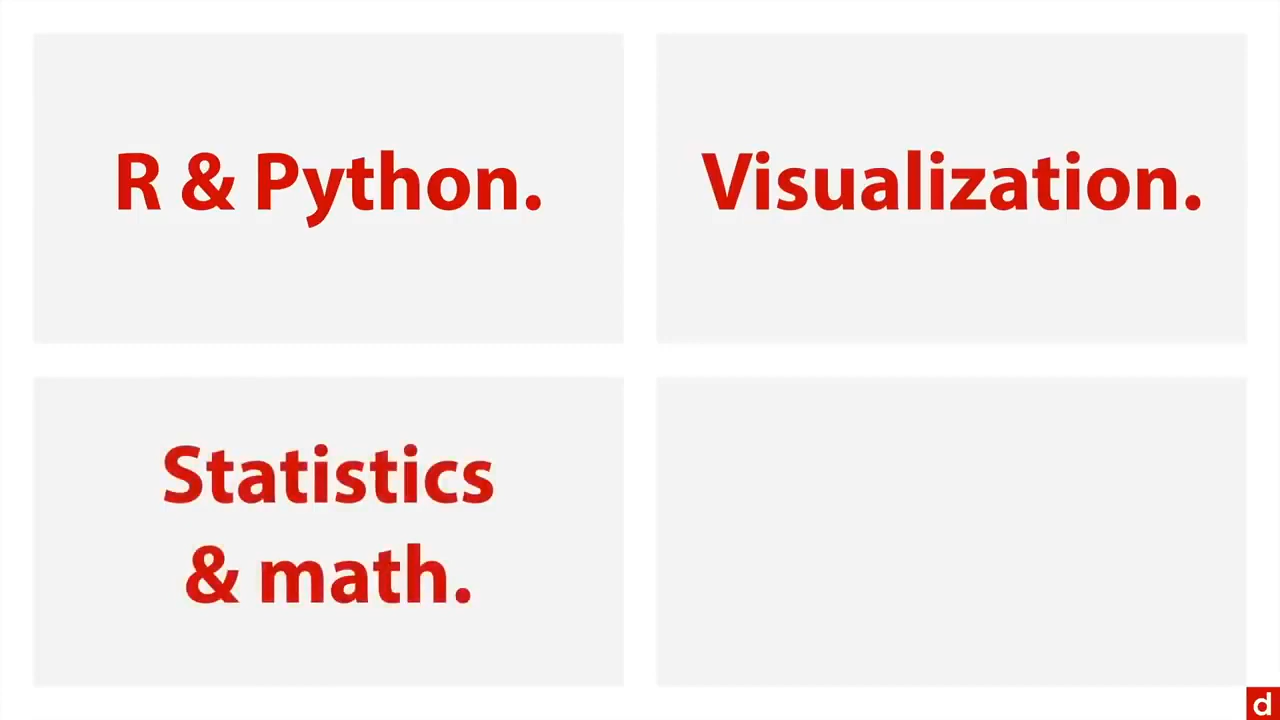 R & Python.
Visualization.
Statistics
& math.
d